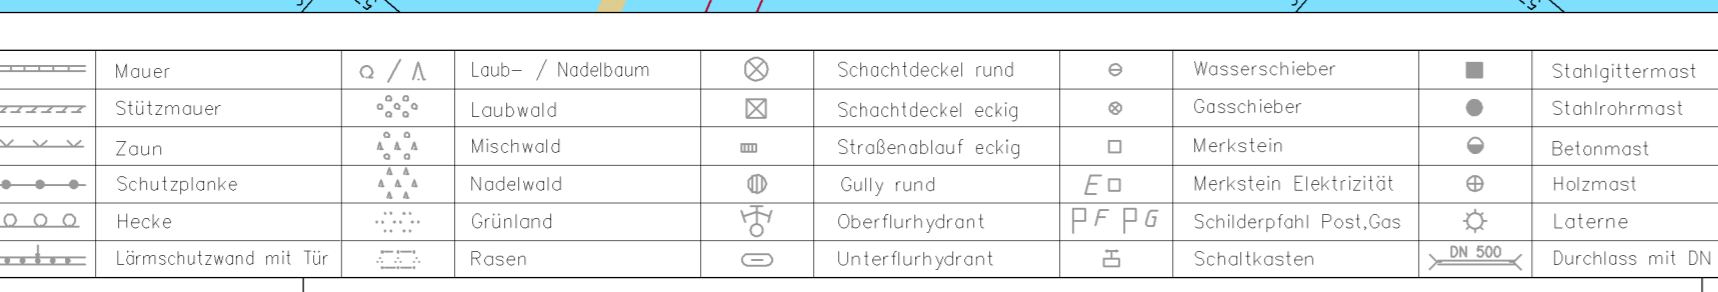 Mauer Laub- / Nadelbaum Schachtdeckel rund Wasserschieber Stahlgittermast
Stützmauer Laubwald Schachtdeckel eckig Gasschieber Stahlrohrmast
Zaun Mischwald Straßenablauf eckig Merkstein Betonmast
Schutzplanke Nadelwald Gully rund E Merkstein Elektrizität Holzmast
Hecke Grünland Oberflurhydrant PF PG Schilderpfahl Post,Gas Laterne
Lärmschutzwand mit Tür Rasen Unterflurhydrant Schaltkasten DN 500 Durchlass mit DN